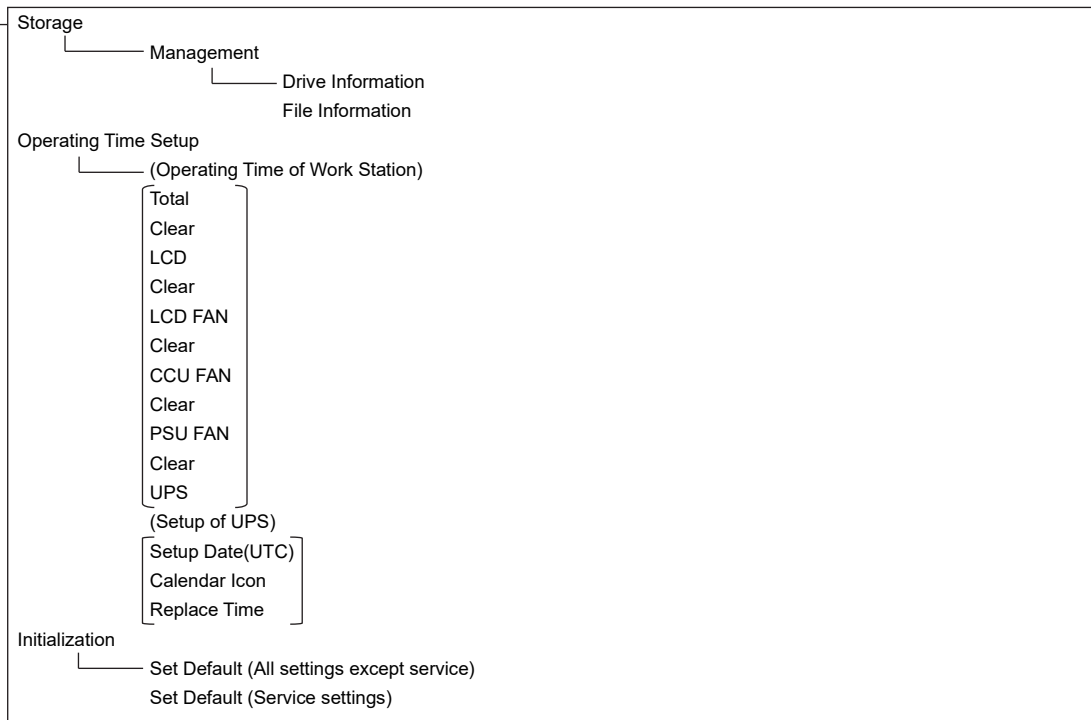 Storage
Management
Drive Information
File Information
Operating Time Setup
(Operating Time of Work Station)
Total
Clear
LCD
Clear
LCD FAN
Clear
CCU FAN
Clear
PSU FAN
Clear
UPS
(Setup of UPS)
Setup Date(UTC)
Calendar Icon
Replace Time
Initialization
Set Default (All settings except service)
Set Default (Service settings)